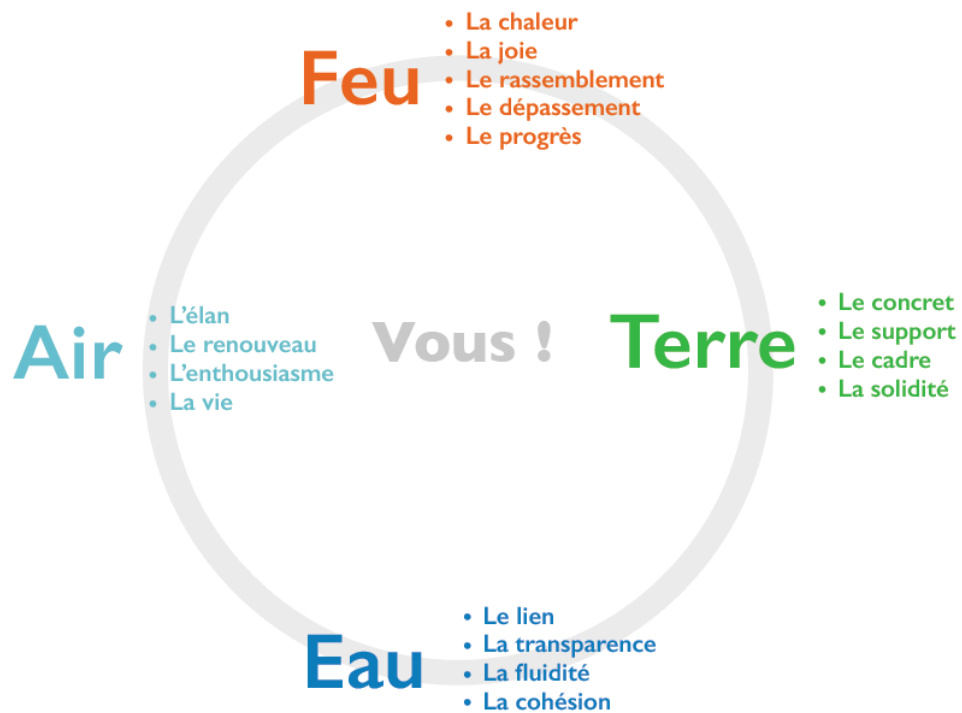 Feu
• La chaleur
• La joie
• Le rassemblement
• Le dépassement
• Le progrès
Air
• L’élan
• Le renouveau
• L’enthousiasme
• La vie
Vous !
Terre
• Le concret
• Le support
• Le cadre
• La solidité
Eau
• Le lien
• La transparence
• La fluidité
• La cohésion